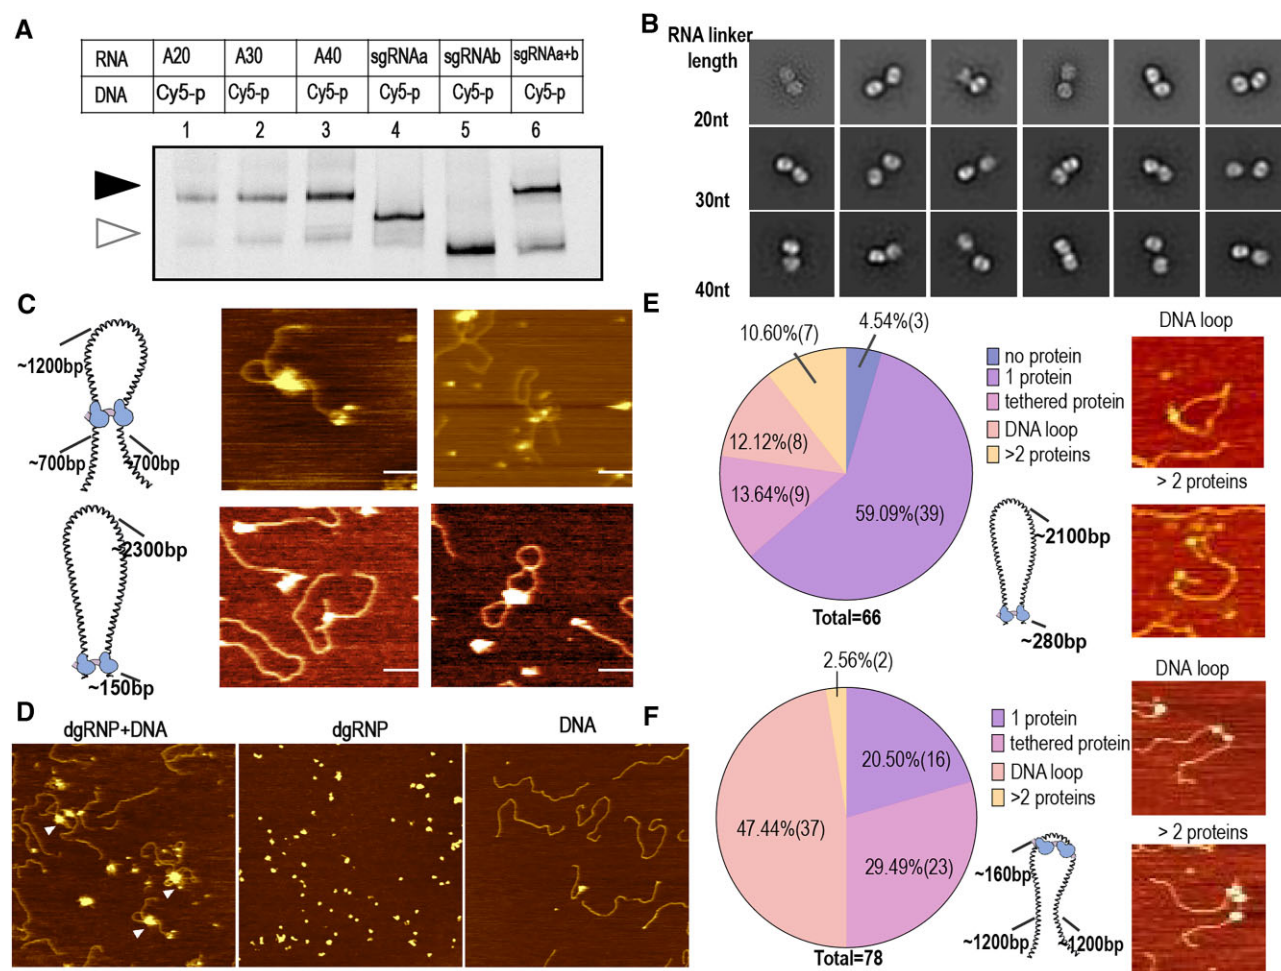 A
RNA A20 A30 A40 sgRNAa sgRNAb sgRNAa+b
DNA Cy5-p Cy5-p Cy5-p Cy5-p Cy5-p Cy5-p
1 2 3 4 5 6
B
RNA linker
length
20nt
30nt
40nt
C
~1200bp
~700bp
~700bp
~2300bp
~150bp
D
dgRNP+DNA
dgRNP
DNA
E
10.60%(7)
4.54%(3)
12.12%(8)
13.64%(9)
59.09%(39)
Total=66
no protein
1 protein
tethered protein
DNA loop
>2 proteins
~2100bp
~280bp
DNA loop
> 2 proteins
F
2.56%(2)
20.50%(16)
47.44%(37)
29.49%(23)
Total=78
1 protein
tethered protein
DNA loop
>2 proteins
~160bp
~1200bp
~1200bp
DNA loop
> 2 proteins